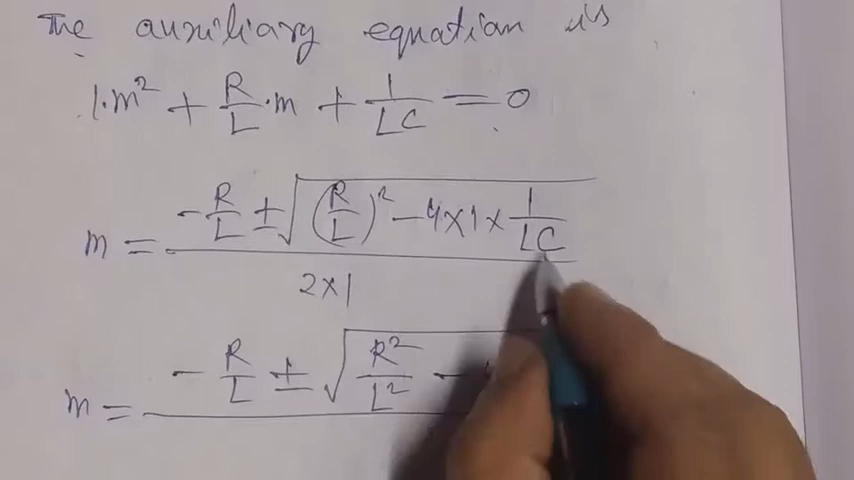 The auxiliary equation is
1·m² + R/L·m + 1/LC = 0
m = (-R/L ± √((R/L)² - 4×1×1/LC))/(2×1)
m = -R/L ± √(R²/L² -